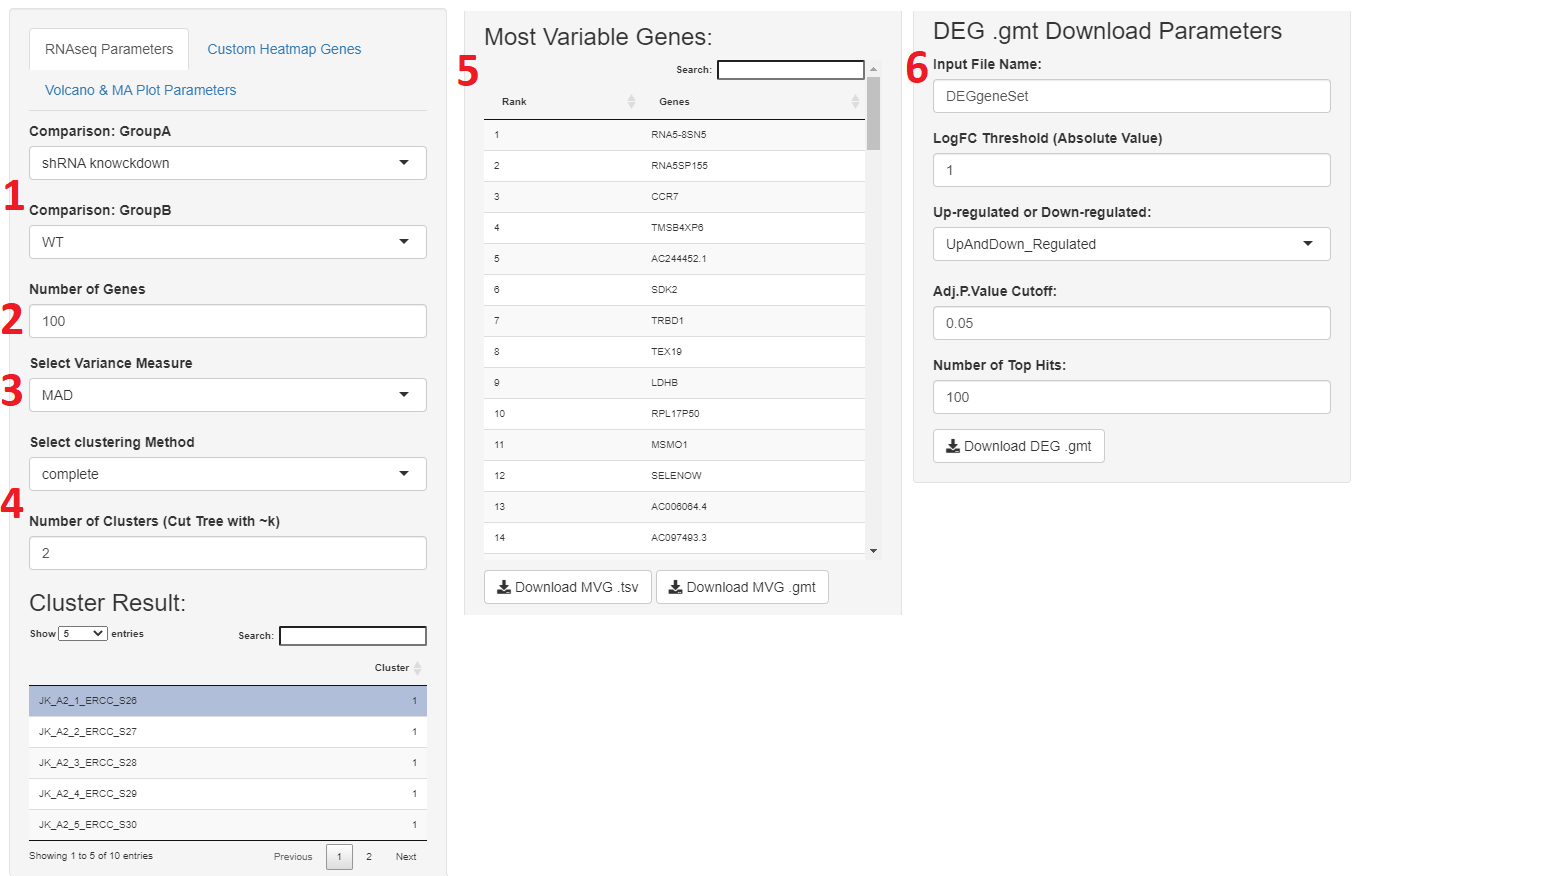 RNAseq Parameters
Custom Heatmap Genes
Volcano & MA Plot Parameters
Comparison: GroupA
shRNA knowckdown
1
Comparison: GroupB
WT
Number of Genes
2
100
Select Variance Measure
3
MAD
Select clustering Method
complete
4
Number of Clusters (Cut Tree with ~k)
2
Cluster Result:
Show 5 entries
Search:
Cluster
JK_A2_1_ERCC_S26 1
JK_A2_2_ERCC_S27 1
JK_A2_3_ERCC_S28 1
JK_A2_4_ERCC_S29 1
JK_A2_5_ERCC_S30 1
Showing 1 to 5 of 10 entries
Previous 1 2 Next
Most Variable Genes:
5
Search:
Rank Genes
1 RNA5-8SN5
2 RNA5SP155
3 CCR7
4 TMSB4XP6
5 AC244452.1
6 SDK2
7 TRBD1
8 TEX19
9 LDHB
10 RPL17P50
11 MSMO1
12 SELENOW
13 AC006064.4
14 AC097493.3
Download MVG .tsv
Download MVG .gmt
DEG .gmt Download Parameters
6
Input File Name:
DEGgeneSet
LogFC Threshold (Absolute Value)
1
Up-regulated or Down-regulated:
UpAndDown_Regulated
Adj.P.Value Cutoff:
0.05
Number of Top Hits:
100
Download DEG .gmt